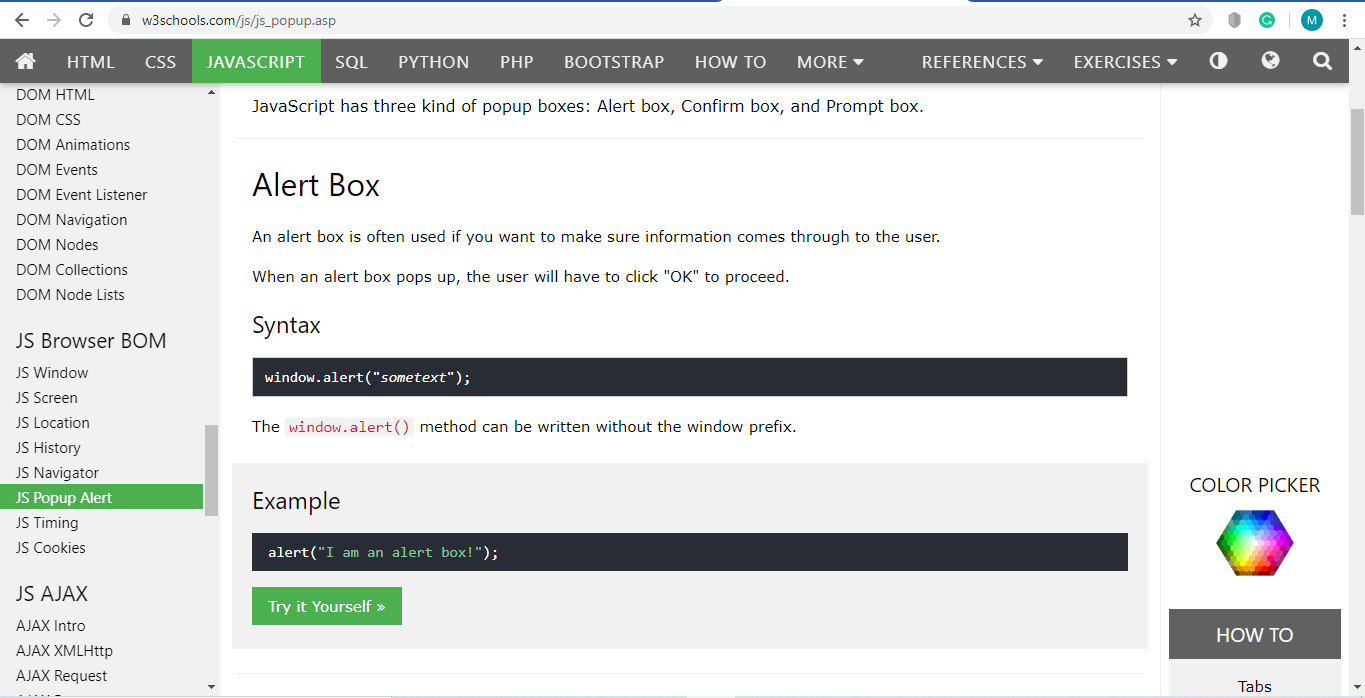 w3schools.com/js/js_popup.asp
G
M
HTML CSS JAVASCRIPT SQL PYTHON PHP BOOTSTRAP HOW TO MORE REFERENCES EXERCISES
DOM HTML
DOM CSS
DOM Animations
DOM Events
DOM Event Listener
DOM Navigation
DOM Nodes
DOM Collections
DOM Node Lists
JS Browser BOM
JS Window
JS Screen
JS Location
JS History
JS Navigator
JS Popup Alert
JS Timing
JS Cookies
JS AJAX
AJAX Intro
AJAX XMLHttp
AJAX Request
JavaScript has three kind of popup boxes: Alert box, Confirm box, and Prompt box.
Alert Box
An alert box is often used if you want to make sure information comes through to the user.
When an alert box pops up, the user will have to click "OK" to proceed.
Syntax
window.alert("sometext");
The window.alert() method can be written without the window prefix.
Example
alert("I am an alert box!");
Try it Yourself »
COLOR PICKER
HOW TO
Tabs